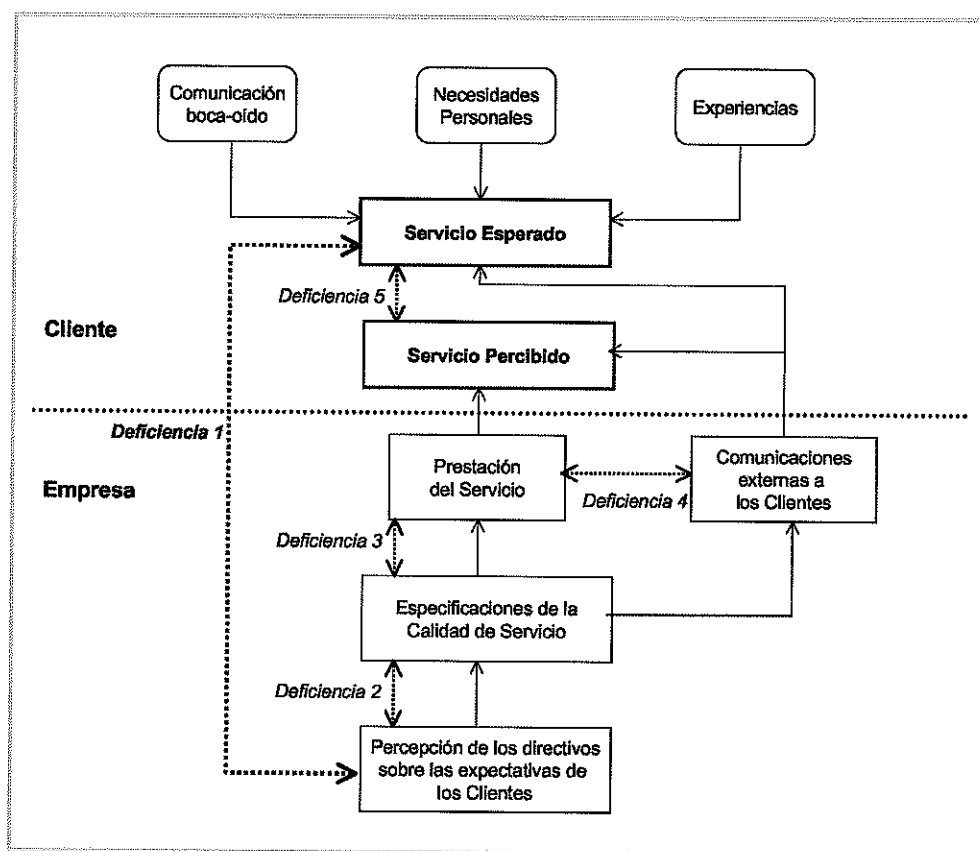 Comunicación
boca-oído
Necesidades
Personales
Experiencias
Servicio Esperado
Deficiencia 5
Cliente
Servicio Percibido
Deficiencia 1
Empresa
Prestación
del Servicio
Deficiencia 4
Comunicaciones
externas a
los Clientes
Deficiencia 3
Especificaciones de la
Calidad de Servicio
Deficiencia 2
Percepción de los directivos
sobre las expectativas de
los Clientes